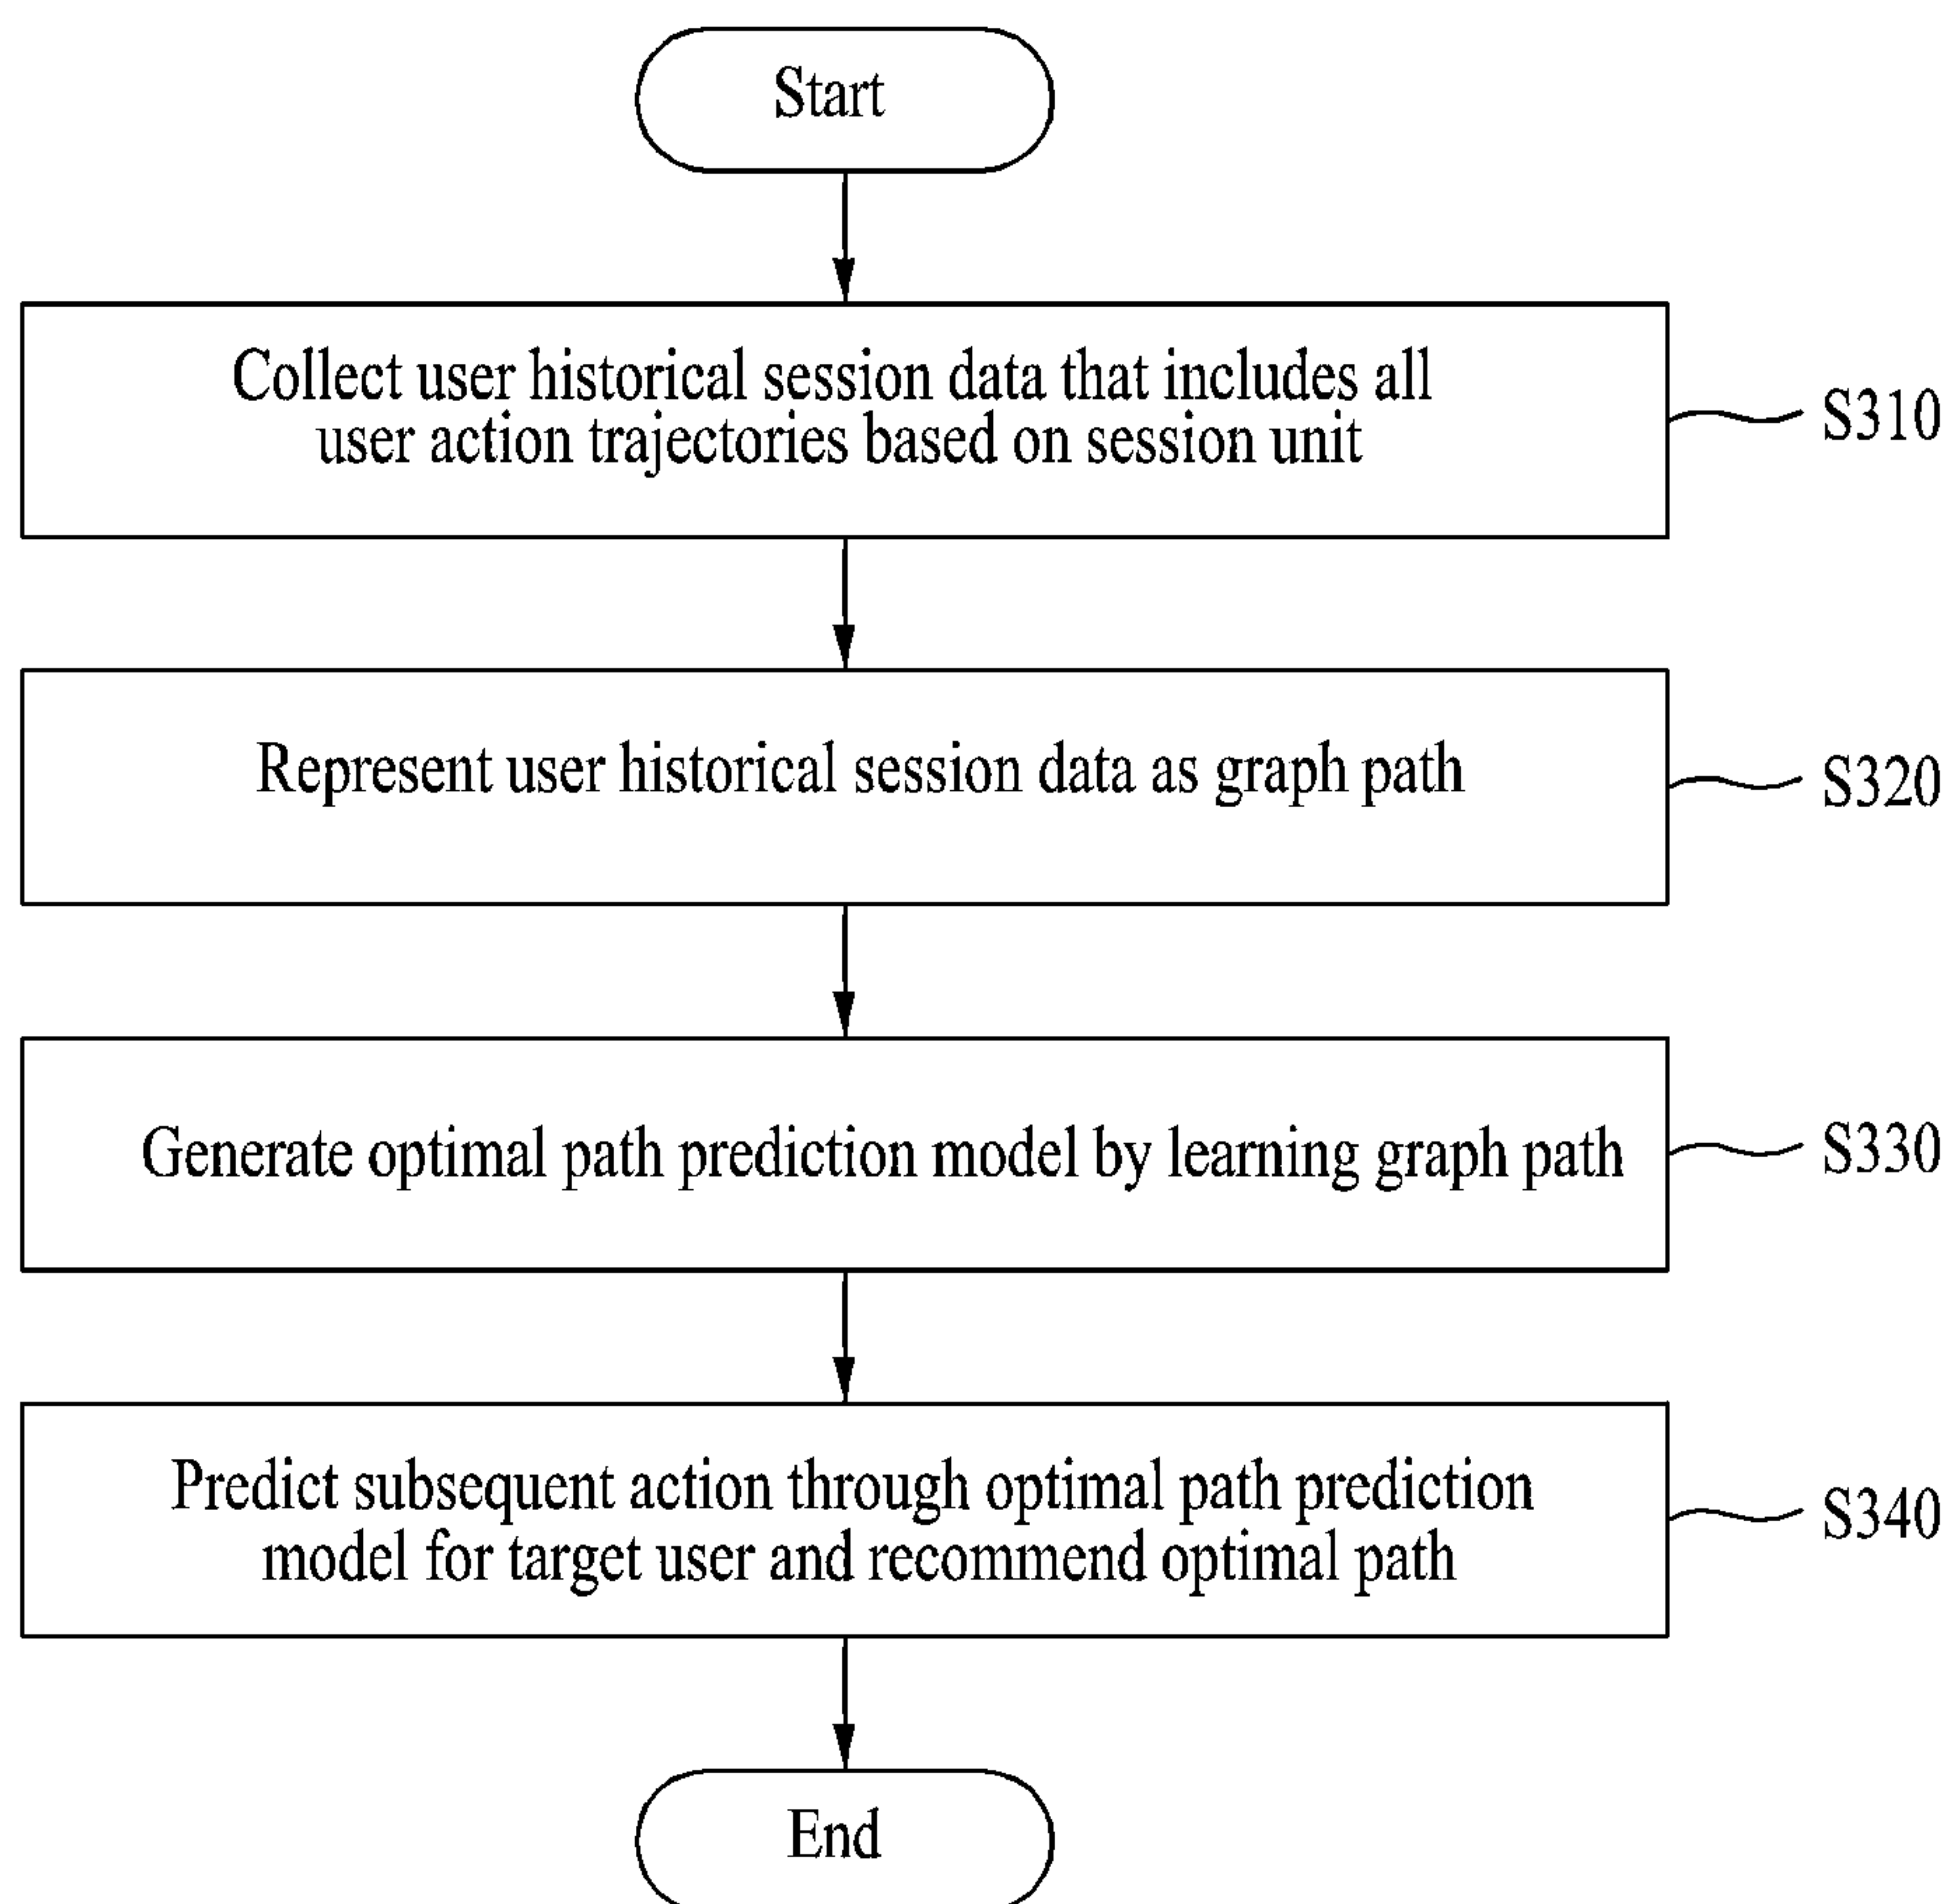 Start
Collect user historical session data that includes all
user action trajectories based on session unit
S310
Represent user historical session data as graph path
S320
Generate optimal path prediction model by learning graph path
S330
Predict subsequent action through optimal path prediction
model for target user and recommend optimal path
S340
End